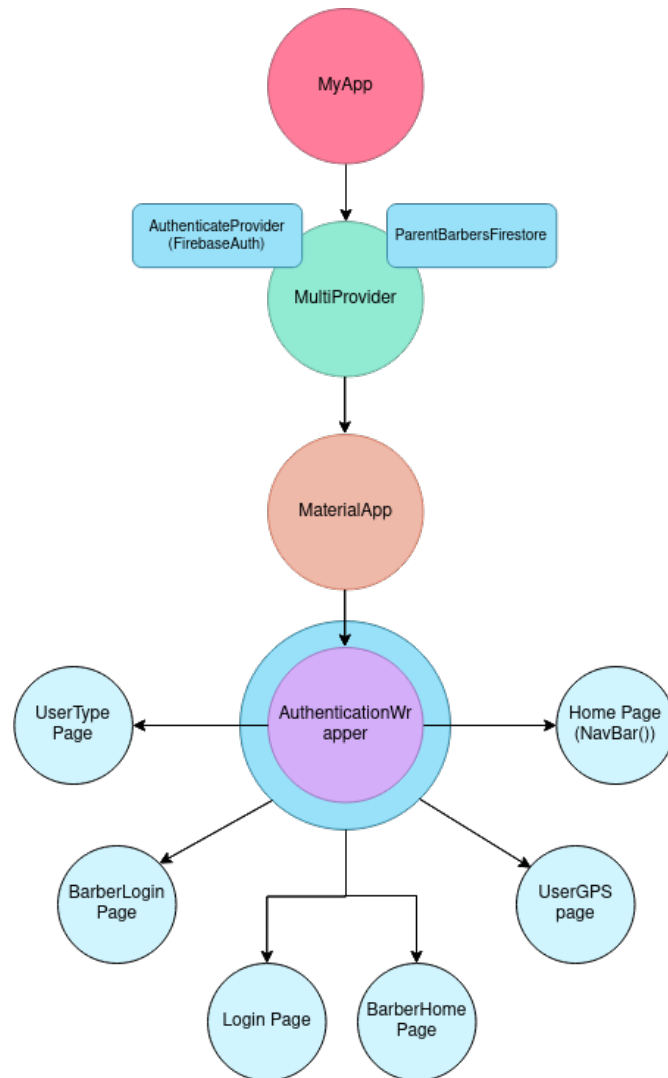 MyApp
AuthenticateProvider
(FirebaseAuth)
ParentBarbersFirestore
MultiProvider
MaterialApp
UserType
Page
AuthenticationWr
apper
Home Page
(NavBar())
BarberLogin
Page
UserGPS
page
Login Page
BarberHome
Page